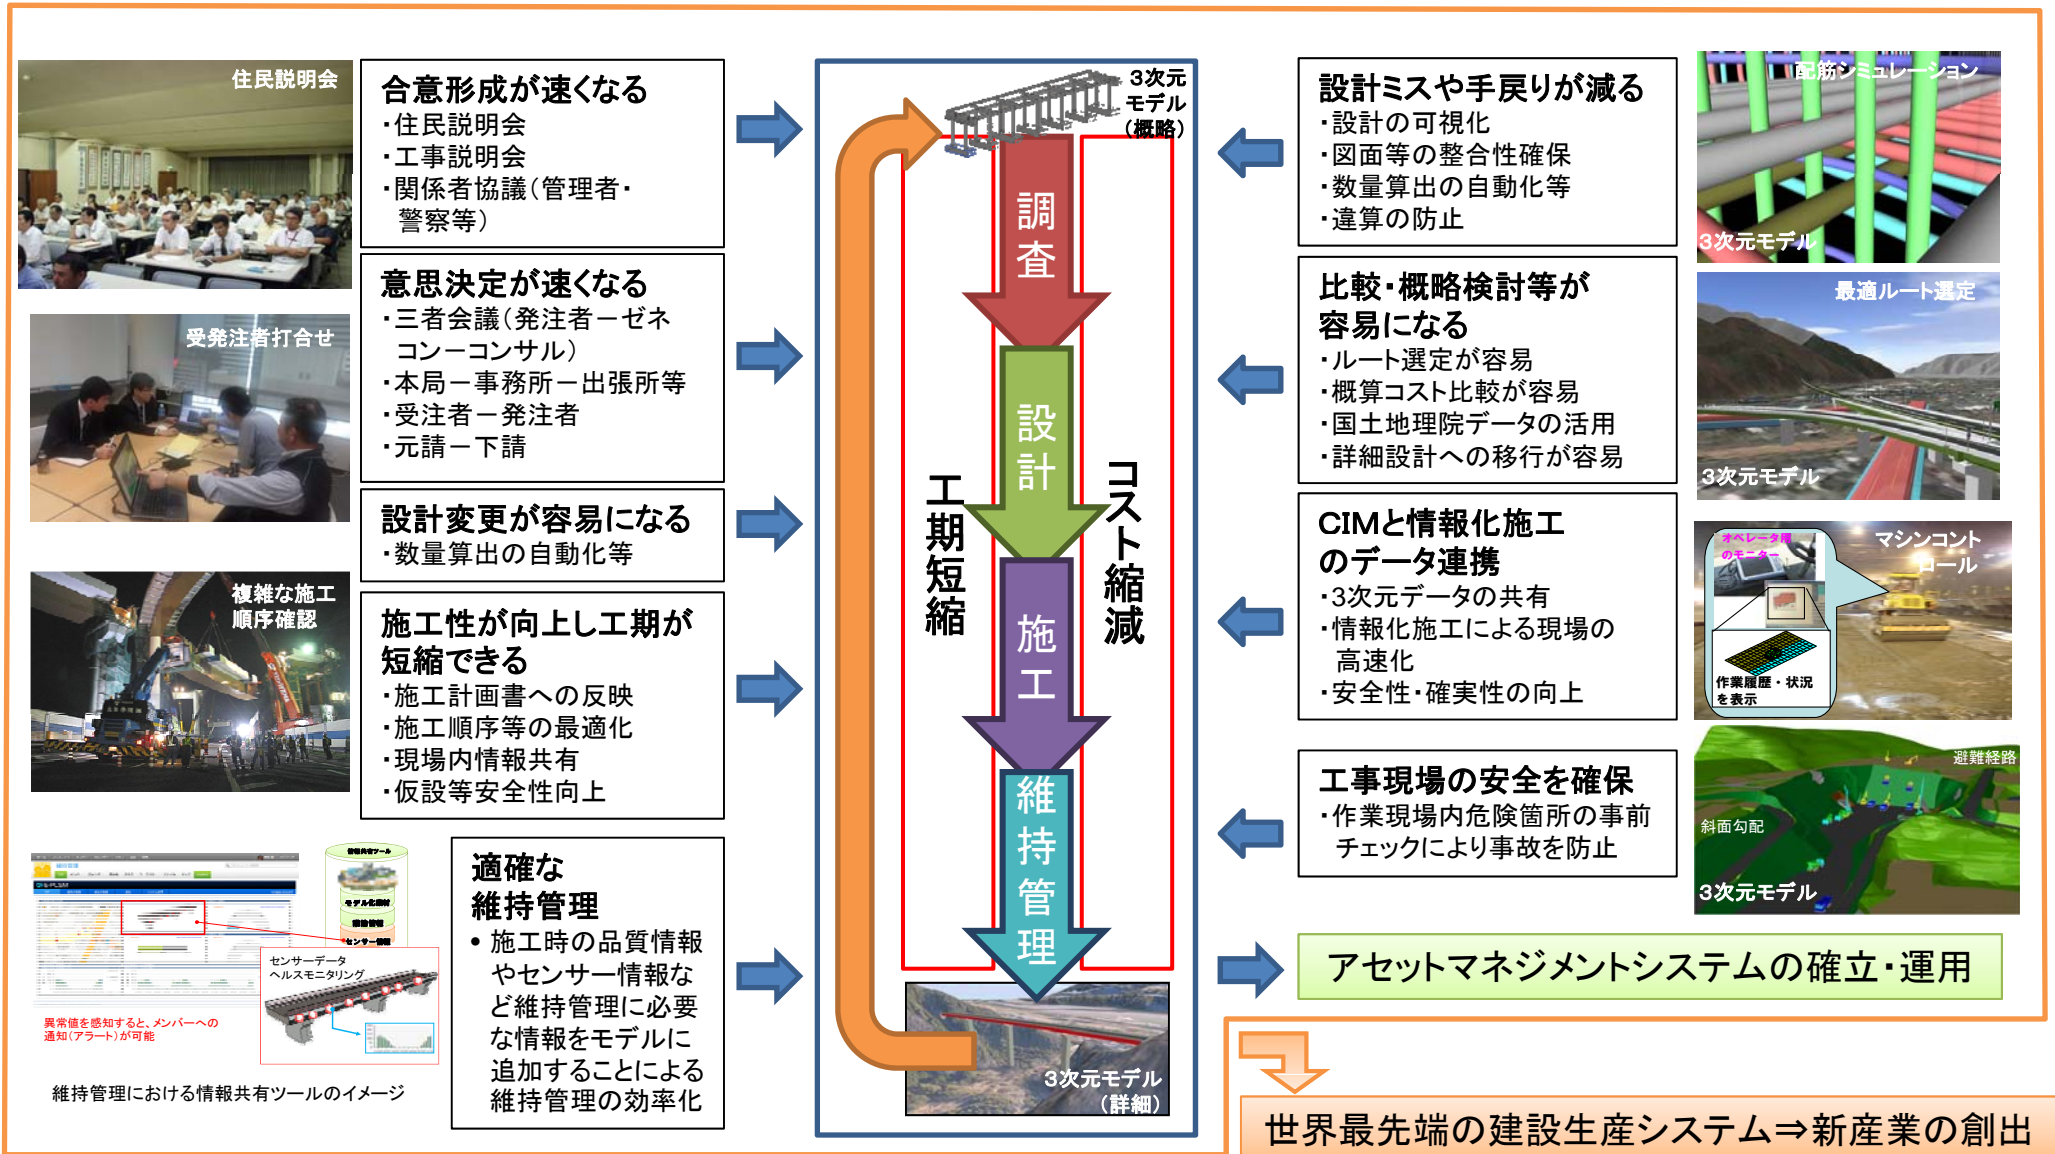 住民説明会
合意形成が速くなる
・住民説明会
・工事説明会
・関係者協議（管理者・
警察等）
受発注者打合せ
意思決定が速くなる
・三者会議（発注者－ゼネ
コン－コンサル）
・本局－事務所－出張所等
・受注者－発注者
・元請－下請
設計変更が容易になる
・数量算出の自動化等
複雑な施工
順序確認
施工性が向上し工期が
短縮できる
・施工計画書への反映
・施工順序等の最適化
・現場内情報共有
・仮設等安全性向上
情報共有ツール
センサー情報
センサーデータ
ヘルスモニタリング
異常値を感知すると、メンバーへの
通知（アラート）が可能
維持管理における情報共有ツールのイメージ
適確な
維持管理
• 施工時の品質情報
やセンサー情報な
ど維持管理に必要
な情報をモデルに
追加することによる
維持管理の効率化
3次元
モデル
（概略）
調査
設計
施工
維持管理
工期短縮
コスト縮減
3次元モデル
（詳細）
設計ミスや手戻りが減る
・設計の可視化
・図面等の整合性確保
・数量算出の自動化等
・違算の防止
配筋シミュレーション
3次元モデル
比較・概略検討等が
容易になる
・ルート選定が容易
・概算コスト比較が容易
・国土地理院データの活用
・詳細設計への移行が容易
最適ルート選定
3次元モデル
CIMと情報化施工
のデータ連携
・3次元データの共有
・情報化施工による現場の
高速化
・安全性・確実性の向上
オペレータ用
のモニター
マシンコント
ロール
作業履歴・状況
を表示
工事現場の安全を確保
・作業現場内危険箇所の事前
チェックにより事故を防止
避難経路
斜面勾配
3次元モデル
アセットマネジメントシステムの確立・運用
世界最先端の建設生産システム⇒新産業の創出